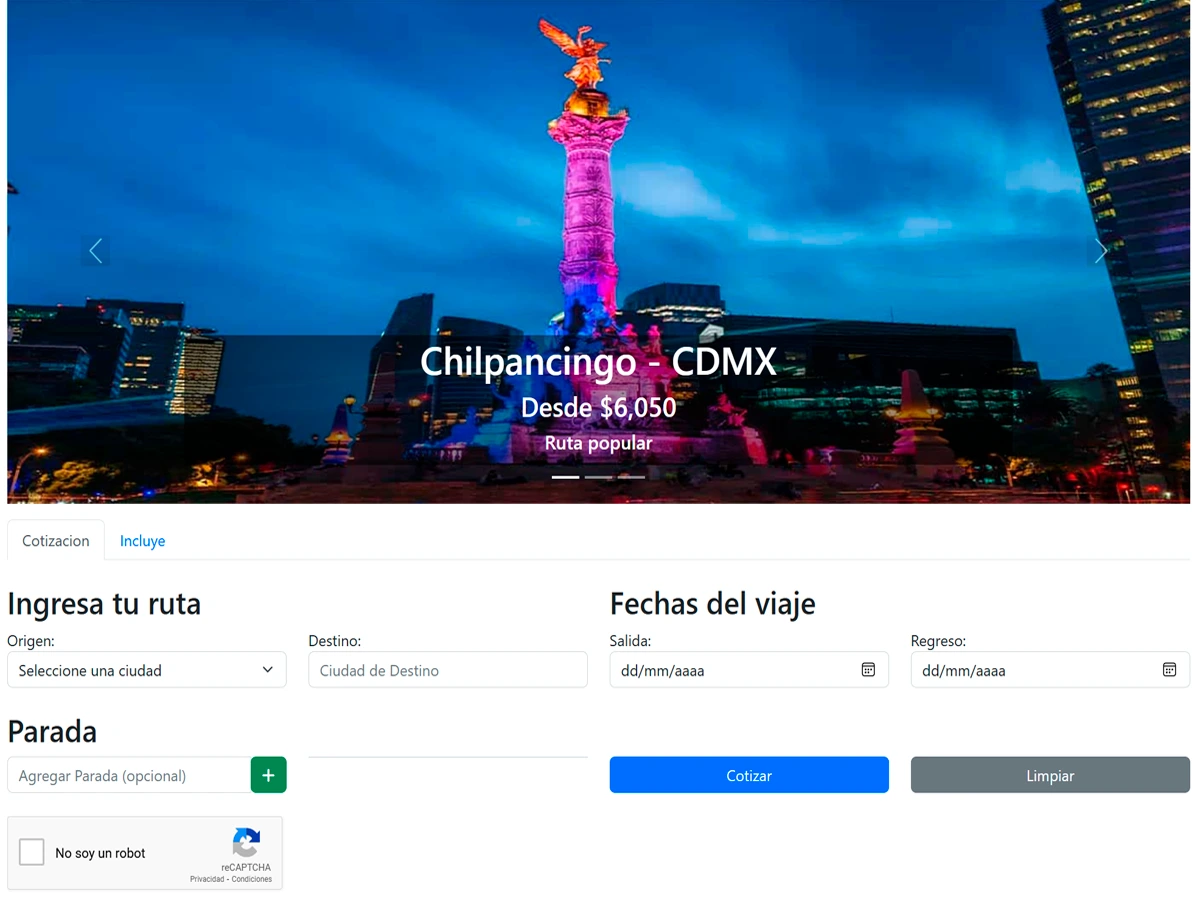 Chilpancingo - CDMX
Desde $6,050
Ruta popular
Cotizacion
Incluye
Ingresa tu ruta
Fechas del viaje
Origen:
Destino:
Salida:
Regreso:
Seleccione una ciudad
Ciudad de Destino
dd/mm/aaaa
dd/mm/aaaa
Parada
Agregar Parada (opcional)
+
Cotizar
Limpiar
No soy un robot
reCAPTCHA
Privacidad - Condiciones